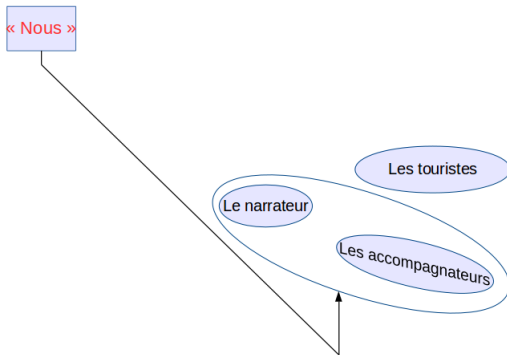 « Nous »
Les touristes
Le narrateur
Les accompagnateurs